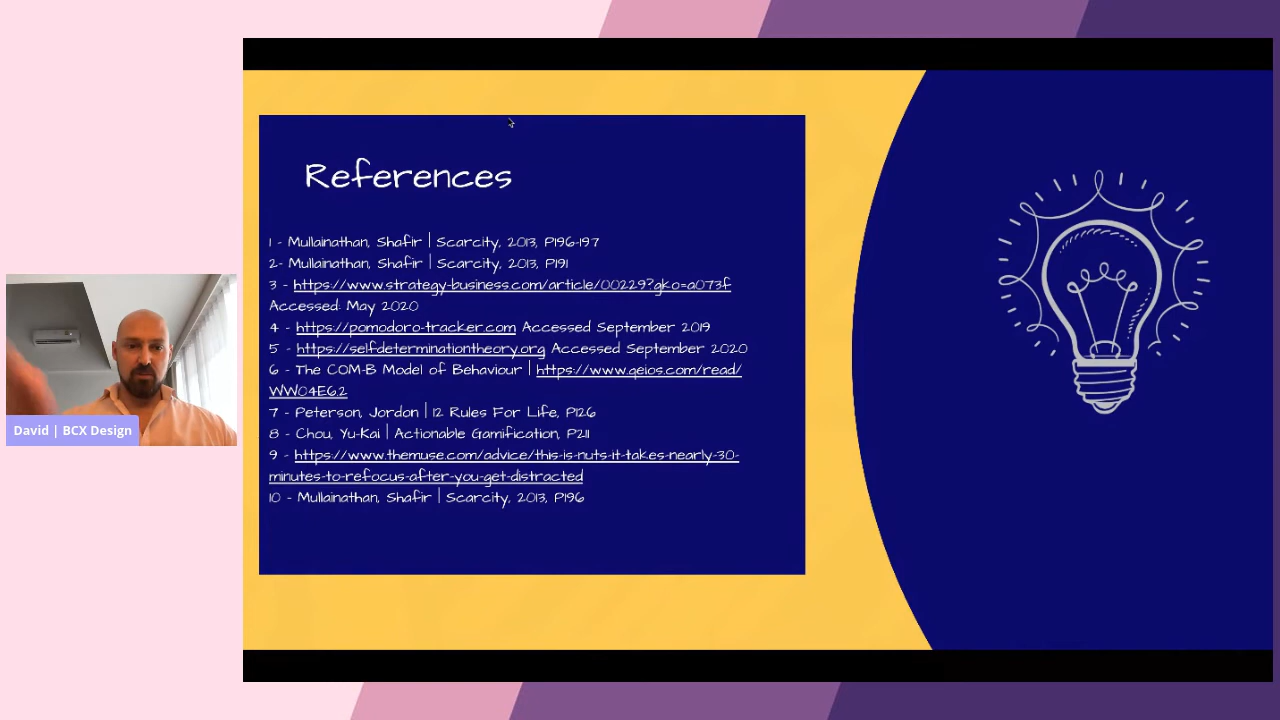 References
1 - Mullainathan, Shafir | Scarcity, 2013, P196-197
2- Mullainathan, Shafir | Scarcity, 2013, P191
3 - https://www.strategy-business.com/article/00229?gko=a073f
Accessed: May 2020
4 - https://pomodoro-tracker.com Accessed September 2019
5 - https://selfdeterminationtheory.org Accessed September 2020
6 - The COM-B Model of Behaviour | https://www.qeios.com/read/
WW04E6.2
7 - Peterson, Jordon | 12 Rules For Life, P126
8 - Chou, Yu-Kai | Actionable Gamification, P211
9 - https://www.themuse.com/advice/this-is-nuts-it-takes-nearly-30-
minutes-to-refocus-after-you-get-distracted
10 - Mullainathan, Shafir | Scarcity, 2013, P196
David | BCX Design